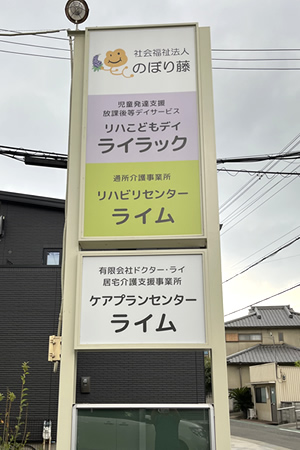 社会福祉法人
のぼり藤
児童発達支援
放課後等デイサービス
リハこどもデイ
ライラック
通所介護事業所
リハビリセンター
ライム
有限会社ドクター・ライ
居宅介護支援事業所
ケアプランセンター
ライム